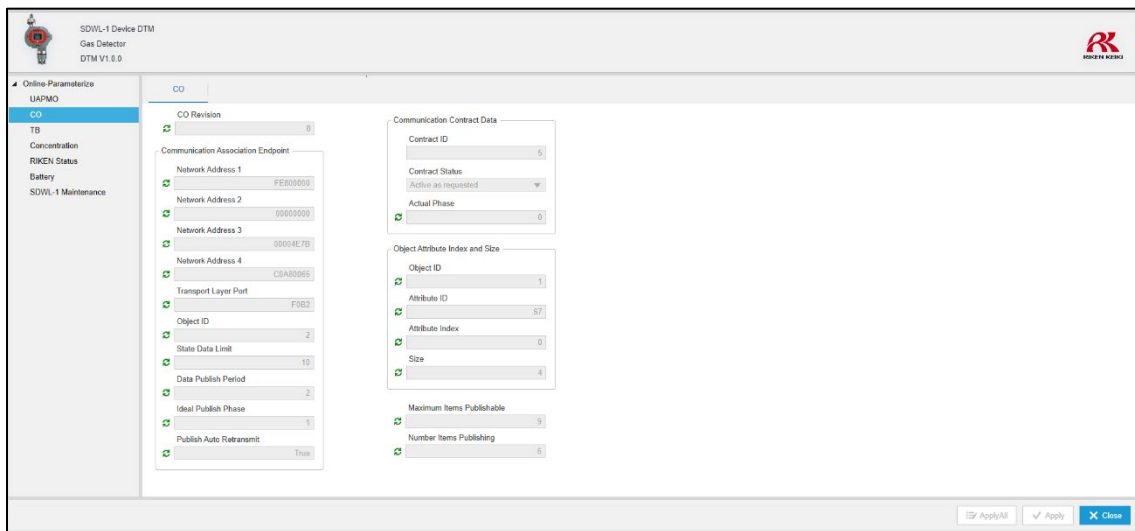 SDWL-1 Device DTM
Gas Detector
DTM V1.0.0
RIKEN KEIKI
Online-Parameterize
UAPMO
CO
TB
Concentration
RIKEN Status
Battery
SDWL-1 Maintenance
CO
CO Revision
0
Communication Association Endpoint
Network Address 1
FE800000
Network Address 2
00000000
Network Address 3
00004E7B
Network Address 4
C0A80065
Transport Layer Port
F0B2
Object ID
2
State Data Limit
10
Data Publish Period
2
Ideal Publish Phase
1
Publish Auto Retransmit
True
Communication Contract Data
Contract ID
5
Contract Status
Active as requested
Actual Phase
0
Object Attribute Index and Size
Object ID
1
Attribute ID
67
Attribute Index
0
Size
4
Maximum Items Publishable
9
Number Items Publishing
6
ApplyAll
Apply
Close